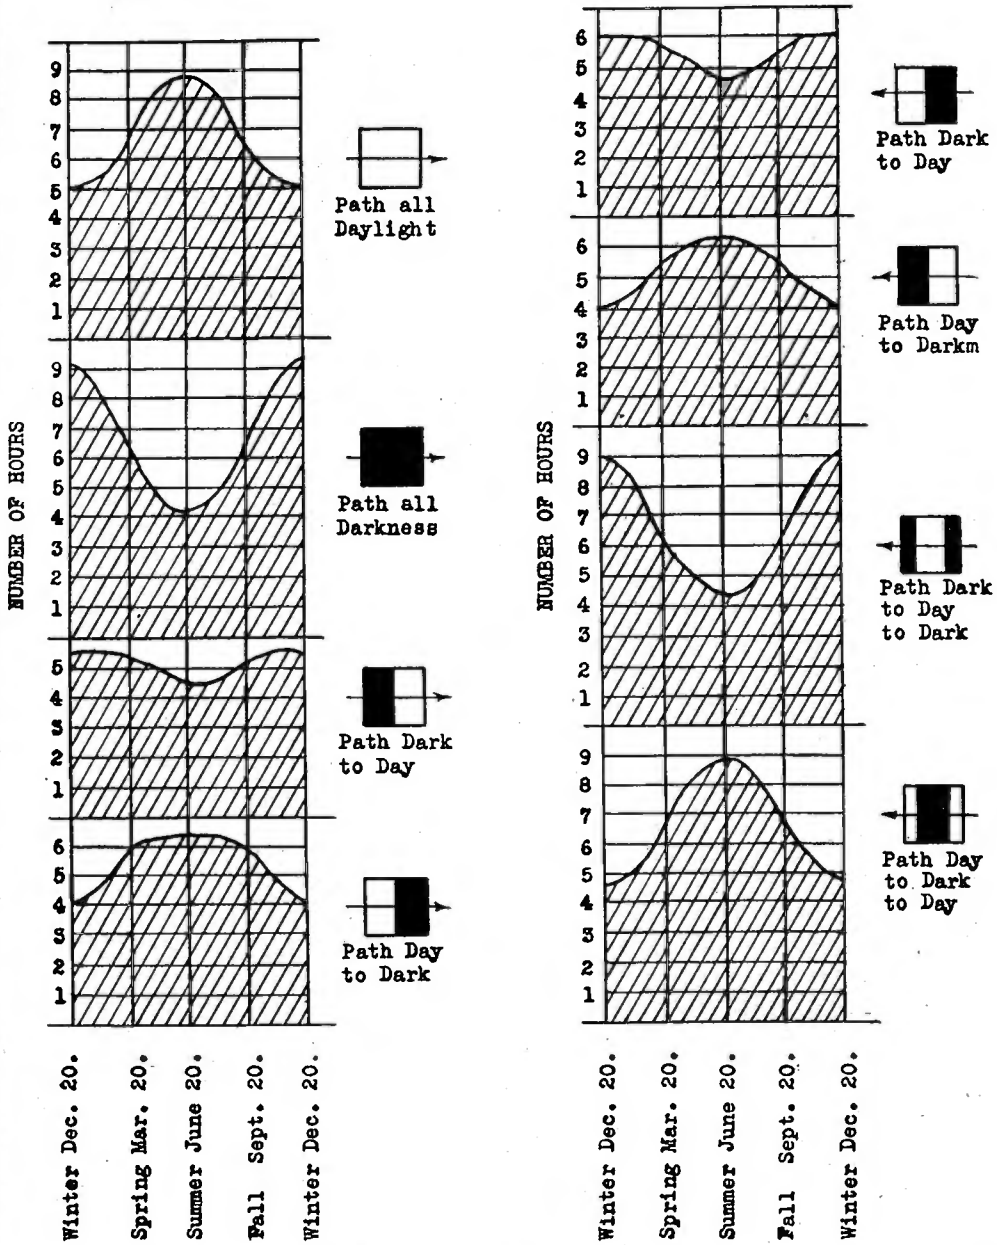 NUMBER OF HOURS
9
8
7
6
5
4
3
2
1
Path all
Daylight
9
8
7
6
5
4
3
2
1
Path all
Darkness
5
4
3
2
1
Path Dark
to Day
6
5
4
3
2
1
Path Day
to Dark
Winter Dec. 20.
Spring Mar. 20.
Summer June 20.
Fall Sept. 20.
Winter Dec. 20.
NUMBER OF HOURS
6
5
4
3
2
1
Path Dark
to Day
6
5
4
3
2
1
Path Day
to Darkm
9
8
7
6
5
4
3
2
1
Path Dark
to Day
to Dark
9
8
7
6
5
4
3
2
1
Path Day
to Dark
to Day
Winter Dec. 20.
Spring Mar. 20.
Summer June 20.
Fall Sept. 20.
Winter Dec. 20.